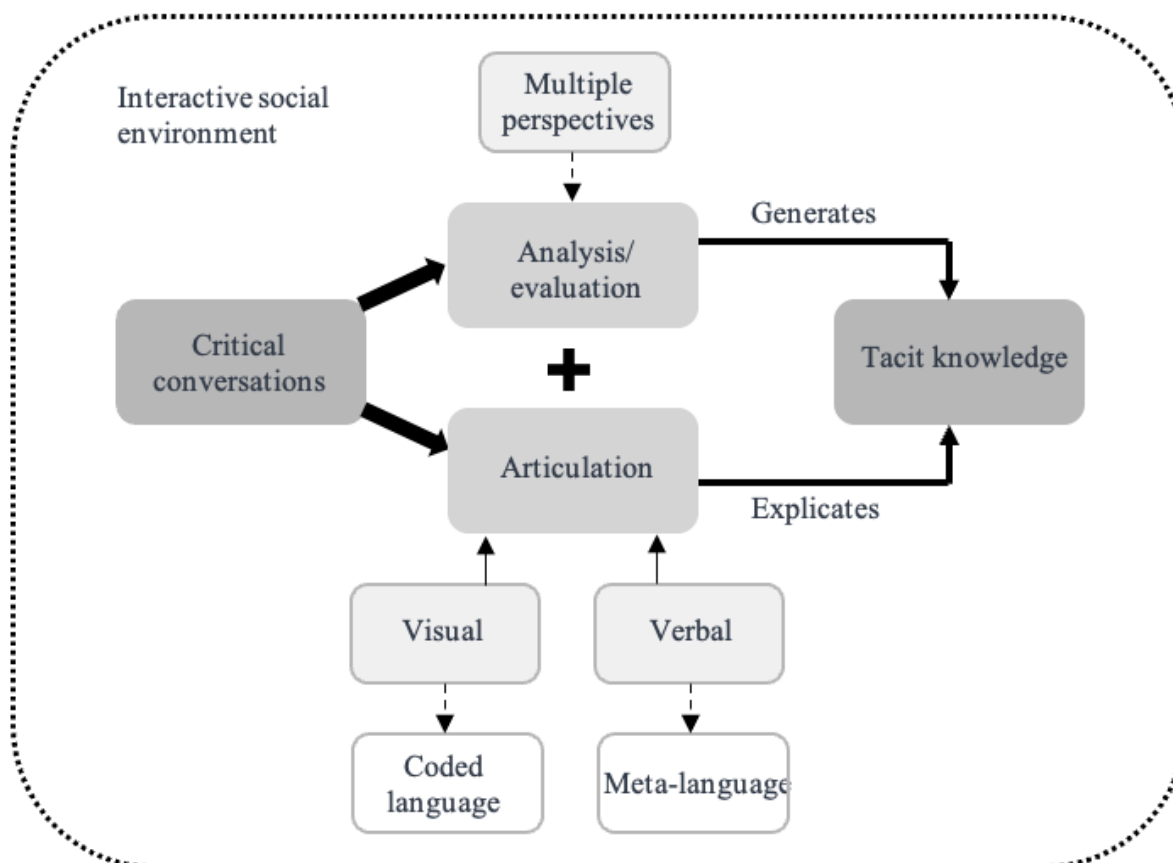 Interactive social
environment
Multiple
perspectives
Analysis/
evaluation
Generates
Critical
conversations
Tacit knowledge
Articulation
Explicates
Visual
Verbal
Coded
language
Meta-language